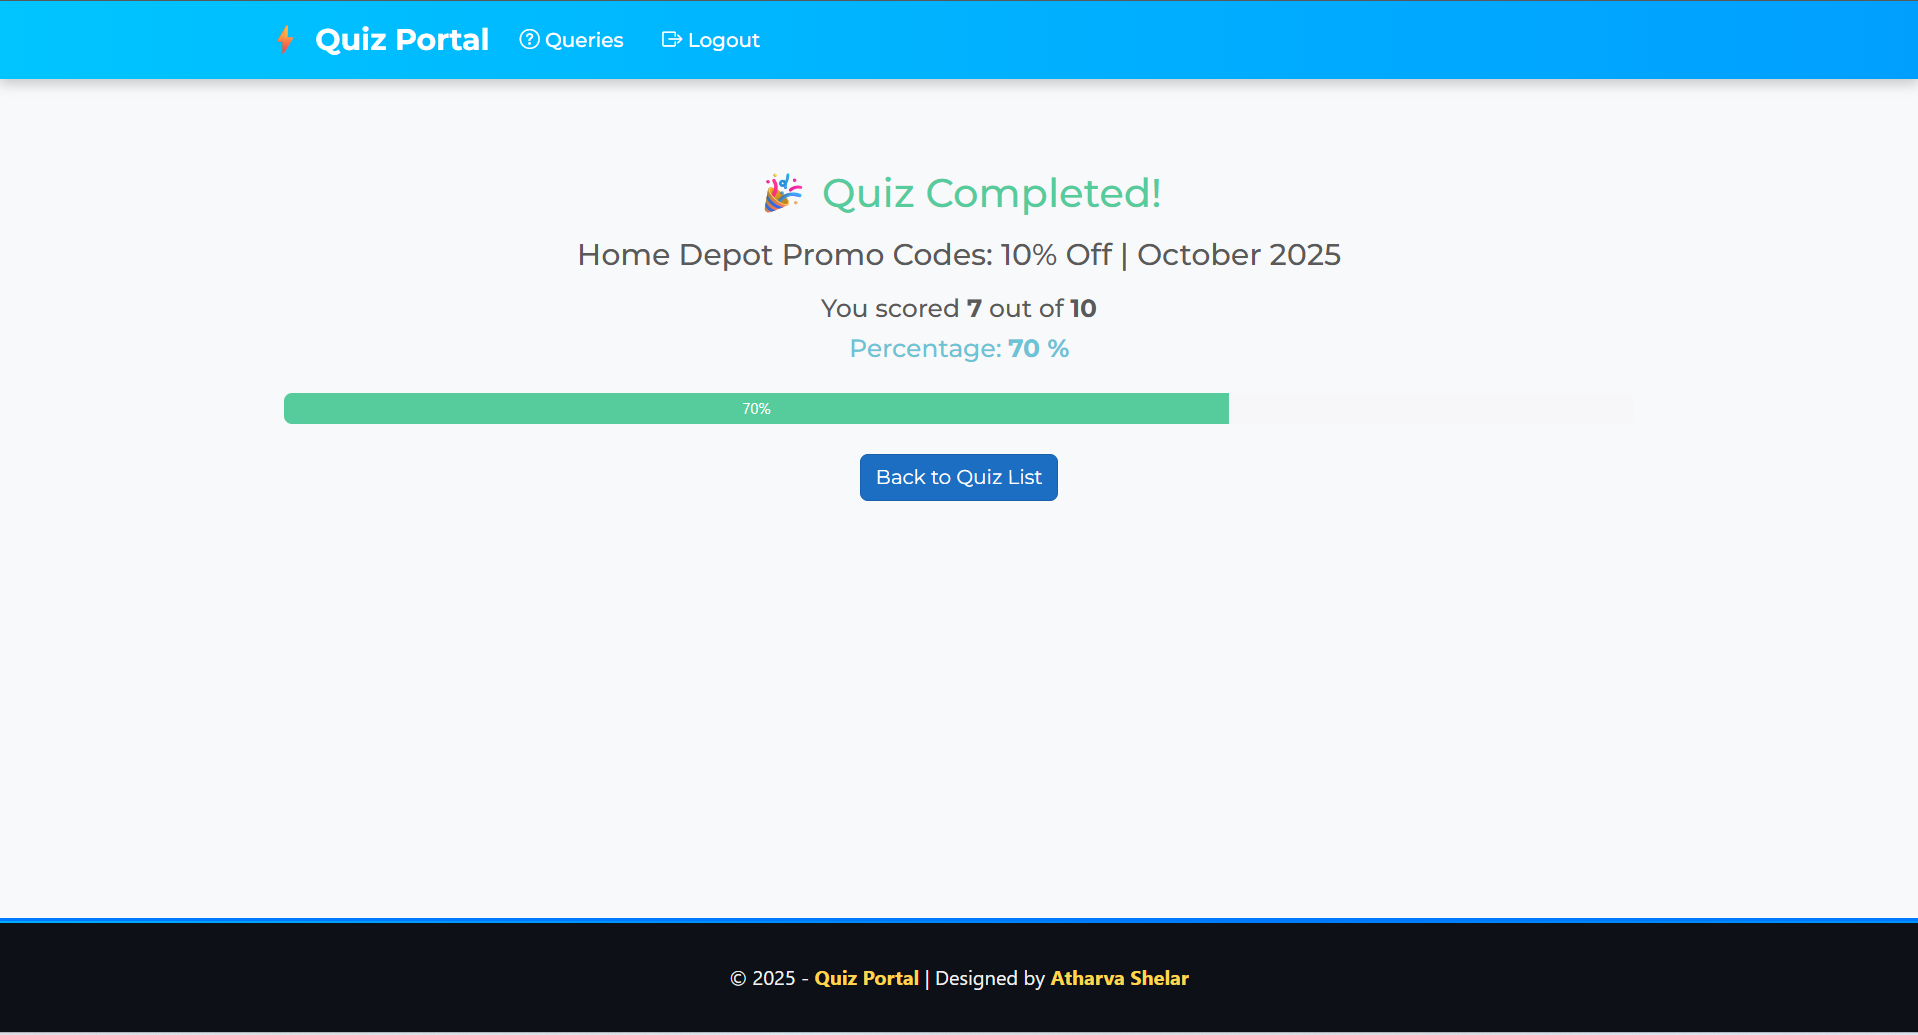 Quiz Portal Queries Logout
Quiz Completed!
Home Depot Promo Codes: 10% Off | October 2025
You scored 7 out of 10
Percentage: 70 %
70%
Back to Quiz List
© 2025 - Quiz Portal | Designed by Atharva Shelar